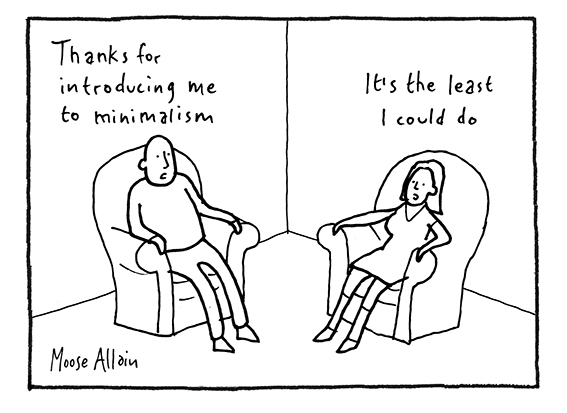 Thanks for
introducing me
to minimalism
It's the least
I could do
Moose Allain